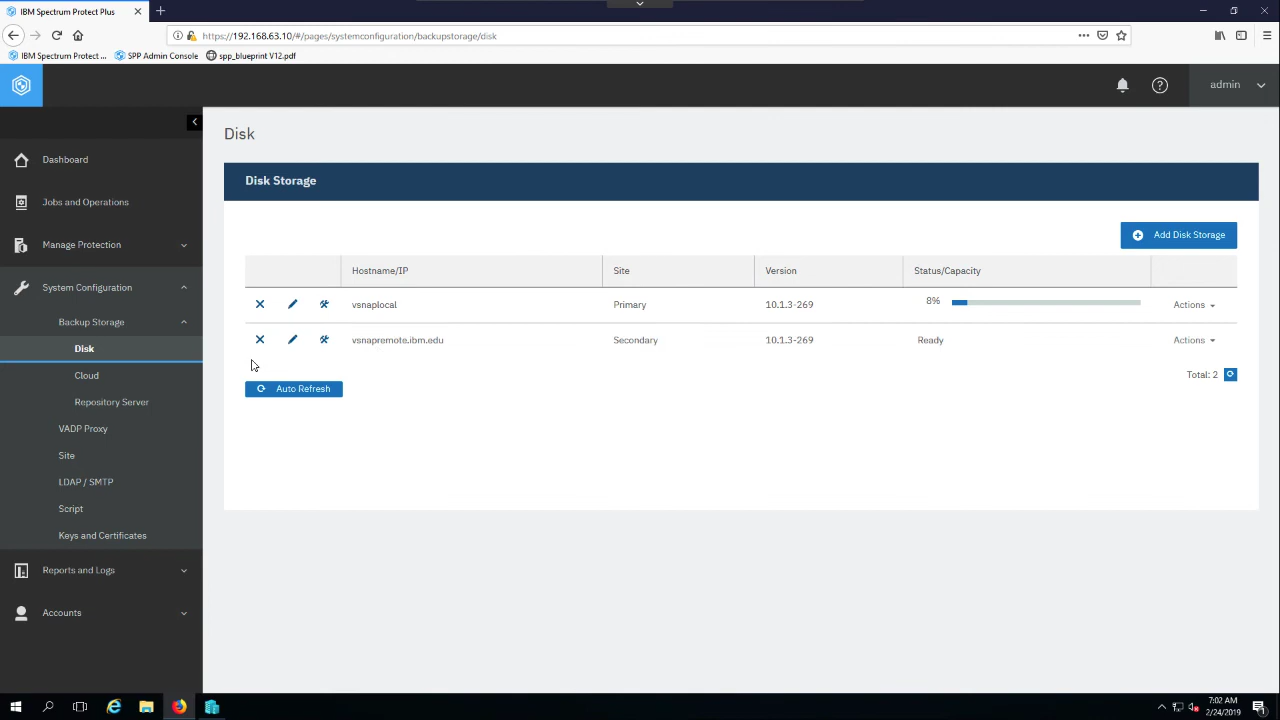 IBM Spectrum Protect Plus
https://192.168.63.10/#/pages/systemconfiguration/backupstorage/disk
IBM Spectrum Protect ...
SPP Admin Console
spp_blueprint V12.pdf
admin
Dashboard
Jobs and Operations
Manage Protection
System Configuration
Backup Storage
Disk
Cloud
Repository Server
VADP Proxy
Site
LDAP / SMTP
Script
Keys and Certificates
Reports and Logs
Accounts
Disk
Disk Storage
Add Disk Storage
Hostname/IP Site Version Status/Capacity
vsnaplocal Primary 10.1.3-269 8% Actions
vsnapremote.ibm.edu Secondary 10.1.3-269 Ready Actions
Total: 2
Auto Refresh
7:02 AM
2/24/2019
1